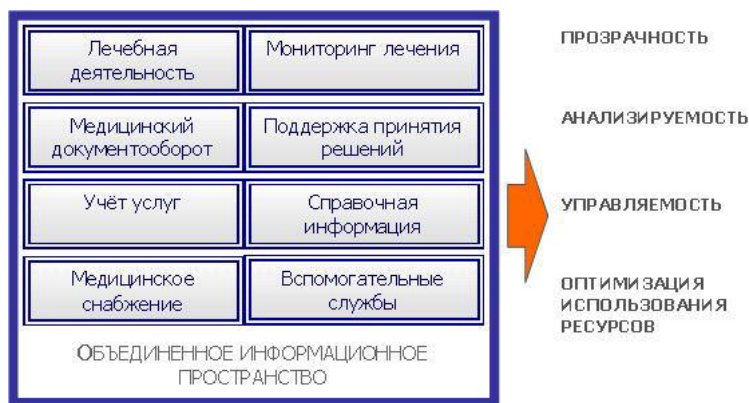 Лечебная
деятельность
Мониторинг лечения
Медицинский
документооборот
Поддержка принятия
решений
Учёт услуг
Справочная
информация
Медицинское
снабжение
Вспомогательные
службы
ОБЪЕДИНЕННОЕ ИНФОРМАЦИОННОЕ
ПРОСТРАНСТВО
ПРОЗРАЧНОСТЬ
АНАЛИЗИРУЕМОСТЬ
УПРАВЛЯЕМОСТЬ
ОПТИМИЗАЦИЯ
ИСПОЛЬЗОВАНИЯ
РЕСУРСОВ